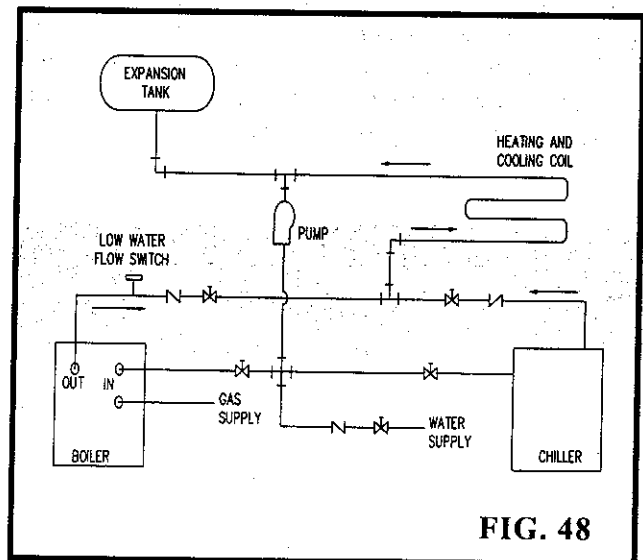 EXPANSION
TANK
HEATING AND
COOLING COIL
PUMP
LOW WATER
FLOW SWITCH
OUT
IN
GAS
SUPPLY
WATER
SUPPLY
BOILER
CHILLER
FIG. 48